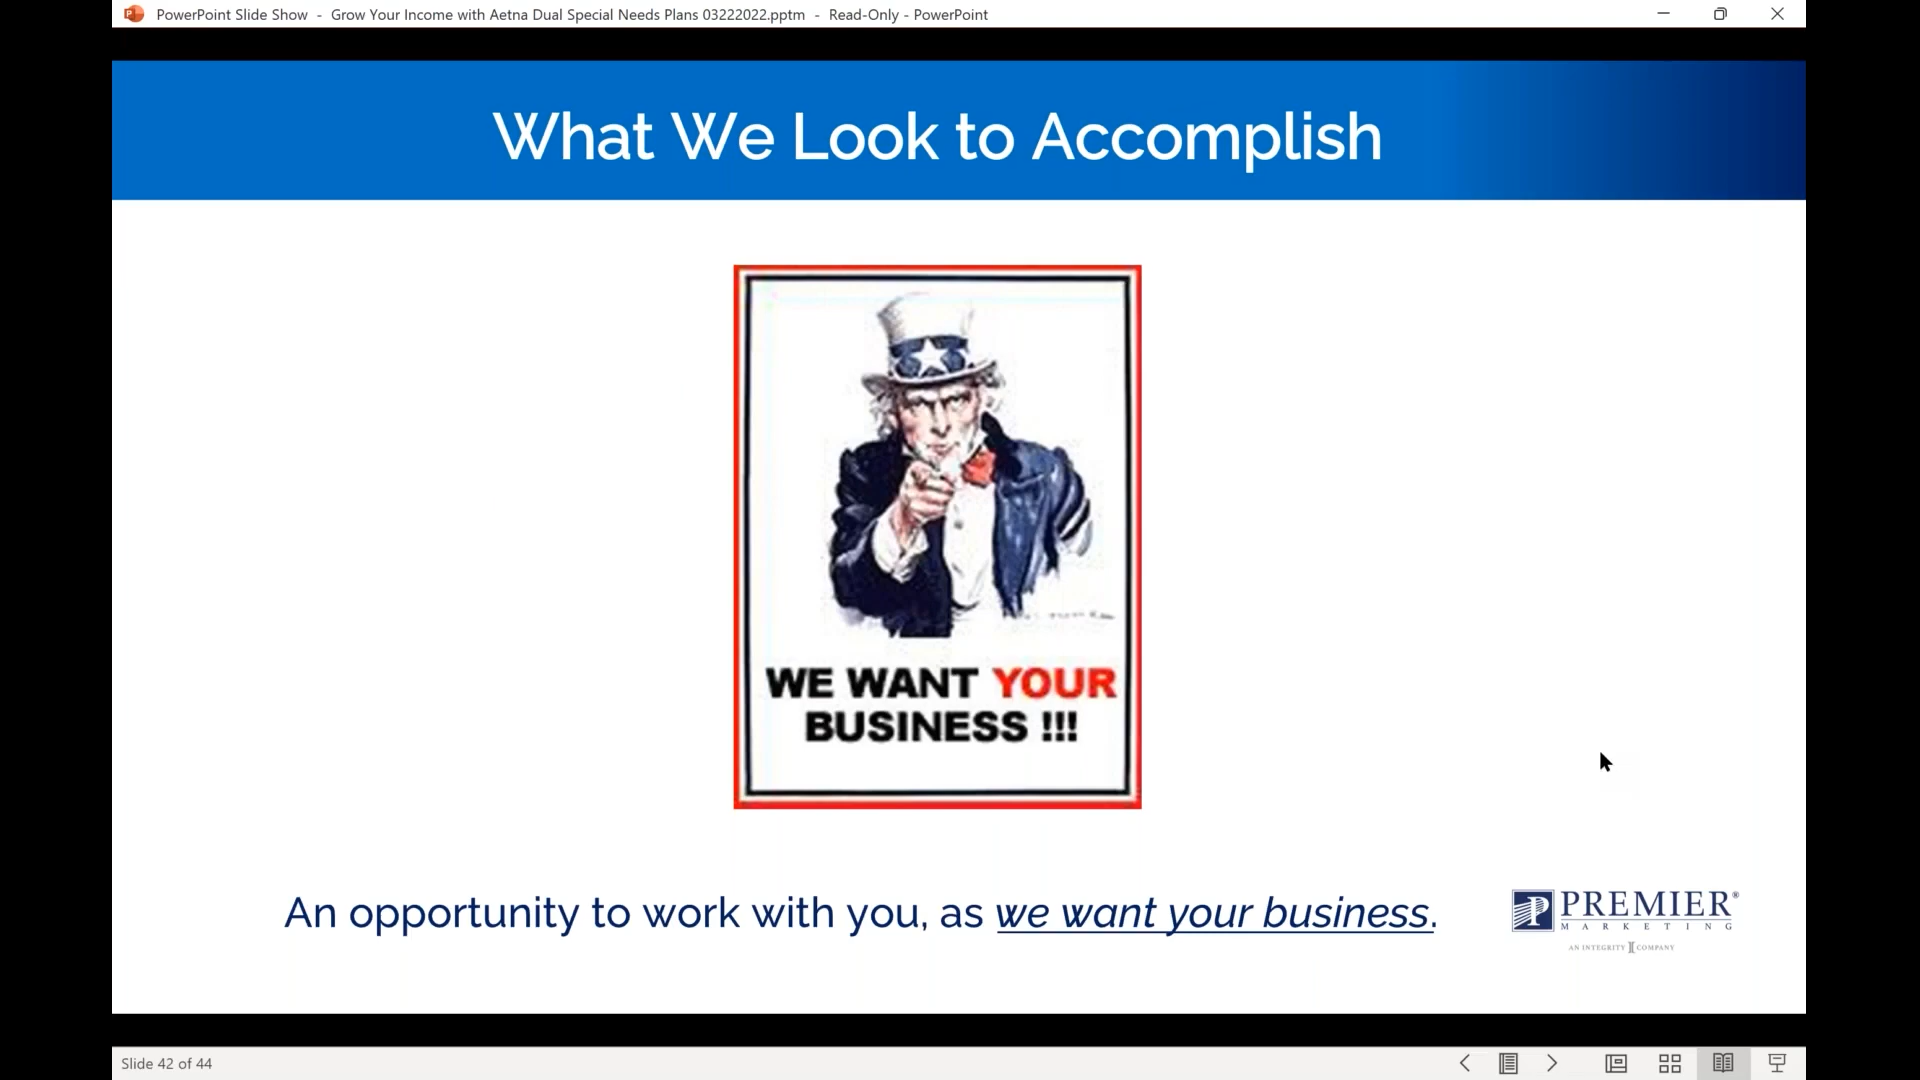 PowerPoint Slide Show - Grow Your Income with Aetna Dual Special Needs Plans 03222022.pptm - Read-Only - PowerPoint
What We Look to Accomplish
WE WANT YOUR
BUSINESS !!!
An opportunity to work with you, as we want your business.
PREMIER®
MARKETING
AN INTEGRITY COMPANY
Slide 42 of 44